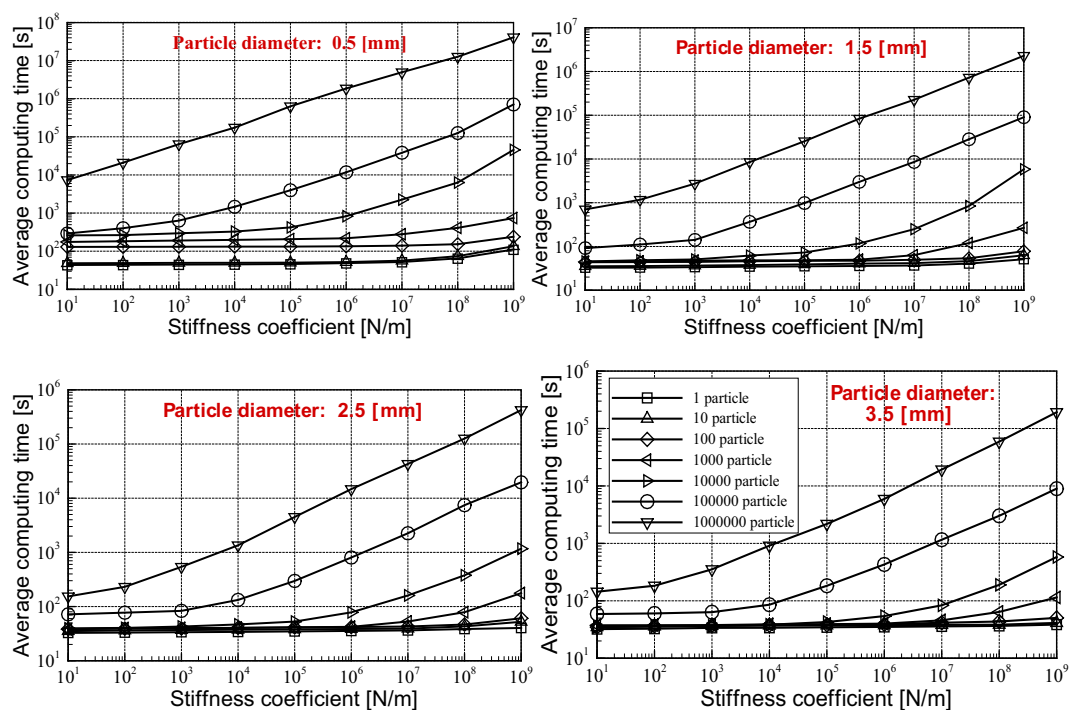 Particle diameter: 0.5 [mm]
Average computing time [s]
10^8
10^7
10^6
10^5
10^4
10^3
10^2
10^1
10^1 10^2 10^3 10^4 10^5 10^6 10^7 10^8 10^9
Stiffness coefficient [N/m]
Particle diameter: 1.5 [mm]
Average computing time [s]
10^7
10^6
10^5
10^4
10^3
10^2
10^1
10^1 10^2 10^3 10^4 10^5 10^6 10^7 10^8 10^9
Stiffness coefficient [N/m]
Particle diameter: 2.5 [mm]
Average computing time [s]
10^6
10^5
10^4
10^3
10^2
10^1
10^1 10^2 10^3 10^4 10^5 10^6 10^7 10^8 10^9
Stiffness coefficient [N/m]
Particle diameter:
3.5 [mm]
1 particle
10 particle
100 particle
1000 particle
10000 particle
100000 particle
1000000 particle
Average computing time [s]
10^6
10^5
10^4
10^3
10^2
10^1
10^1 10^2 10^3 10^4 10^5 10^6 10^7 10^8 10^9
Stiffness coefficient [N/m]